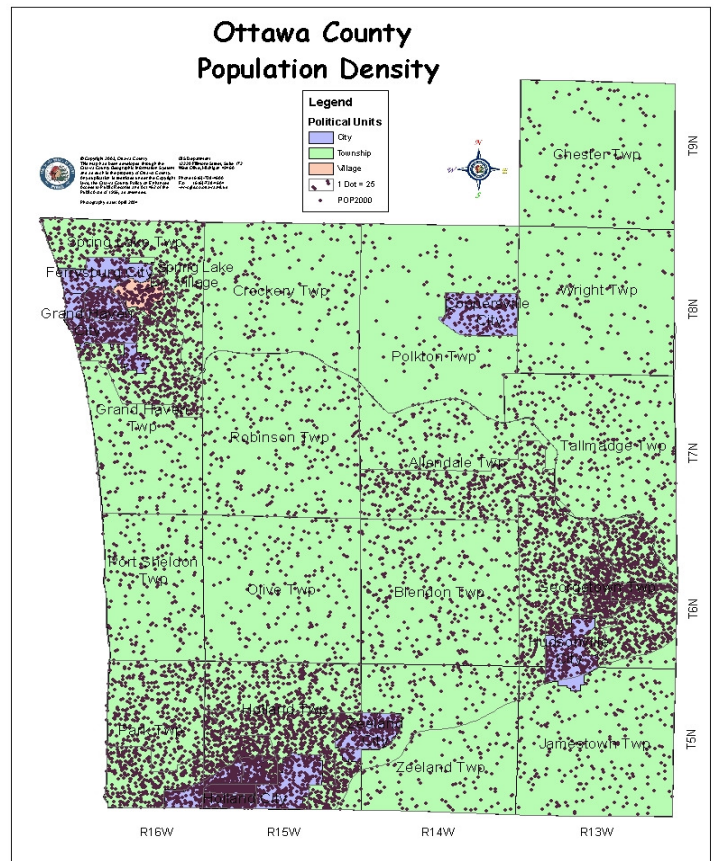 Ottawa County
Population Density
Legend
Political Units
City
Township
Village
1 Dot = 25
POP2000
N
W
E
S
Chester Twp
T9N
Spring Lake Twp
Ferrysburg City
Spring Lake
Village
Crockery Twp
Coopersville
City
Wright Twp
T8N
Grand Haven
Polkton Twp
Grand Haven
Twp
Robinson Twp
Allendale Twp
Tallmadge Twp
T7N
Port Sheldon
Twp
Olive Twp
Blendon Twp
Georgetown Twp
T6N
Hudsonville
Park Twp
Holland Twp
Zeeland
City
Zeeland Twp
Jamestown Twp
T5N
Holland City
R16W
R15W
R14W
R13W